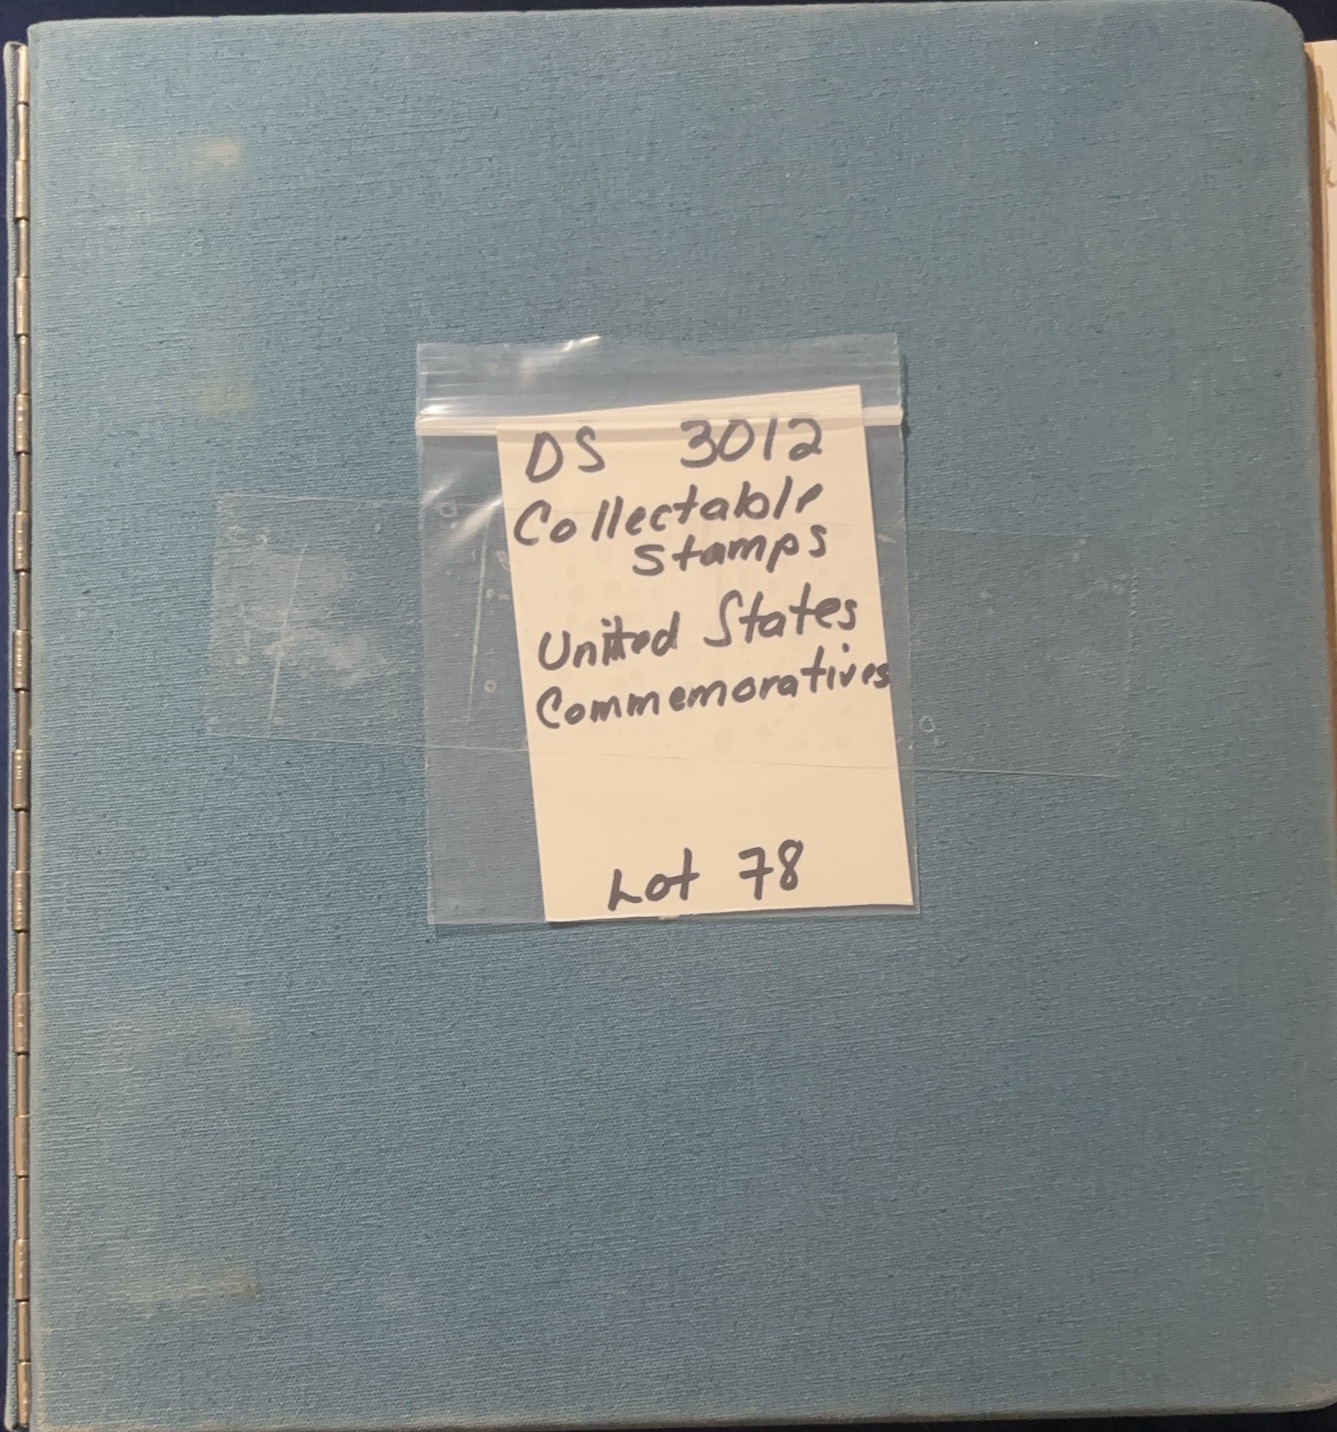 DS 3012
Collectable
Stamps
United States
Commemoratives
Lot 78